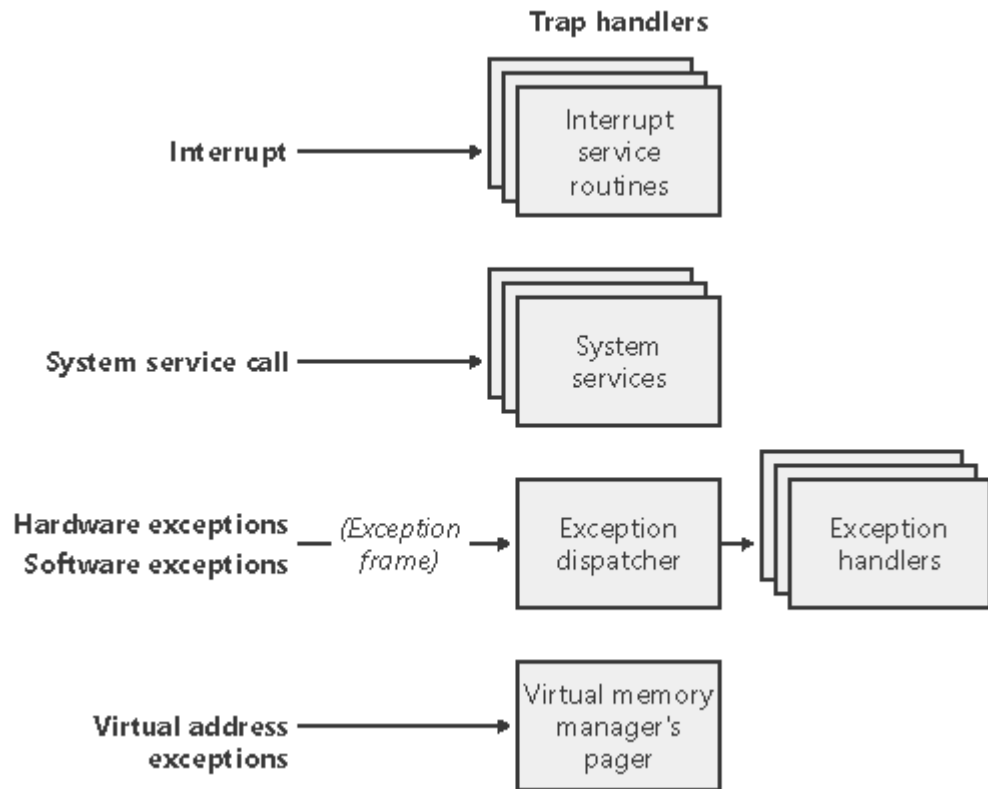 Trap handlers
Interrupt
Interrupt
service
routines
System service call
System
services
Hardware exceptions
Software exceptions
(Exception
frame)
Exception
dispatcher
Exception
handlers
Virtual address
exceptions
Virtual memory
manager's
pager